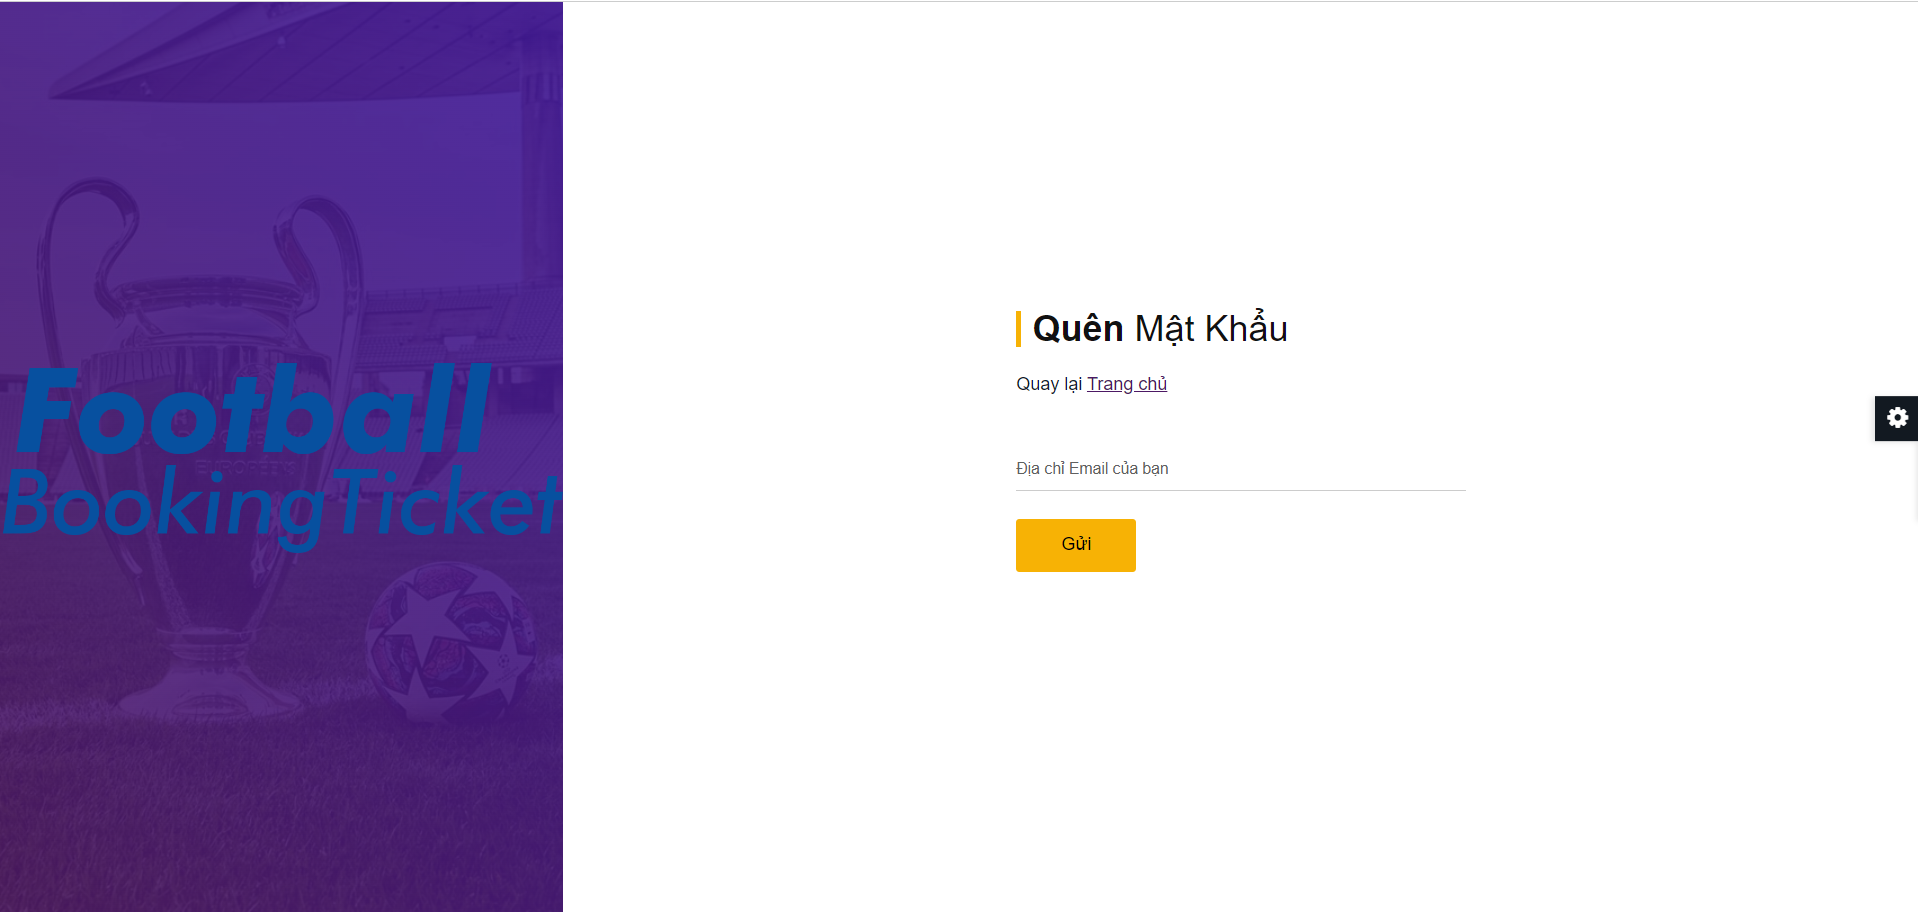 Football
BookingTicket
Quên Mật Khẩu
Quay lại Trang chủ
Địa chỉ Email của bạn
Gửi